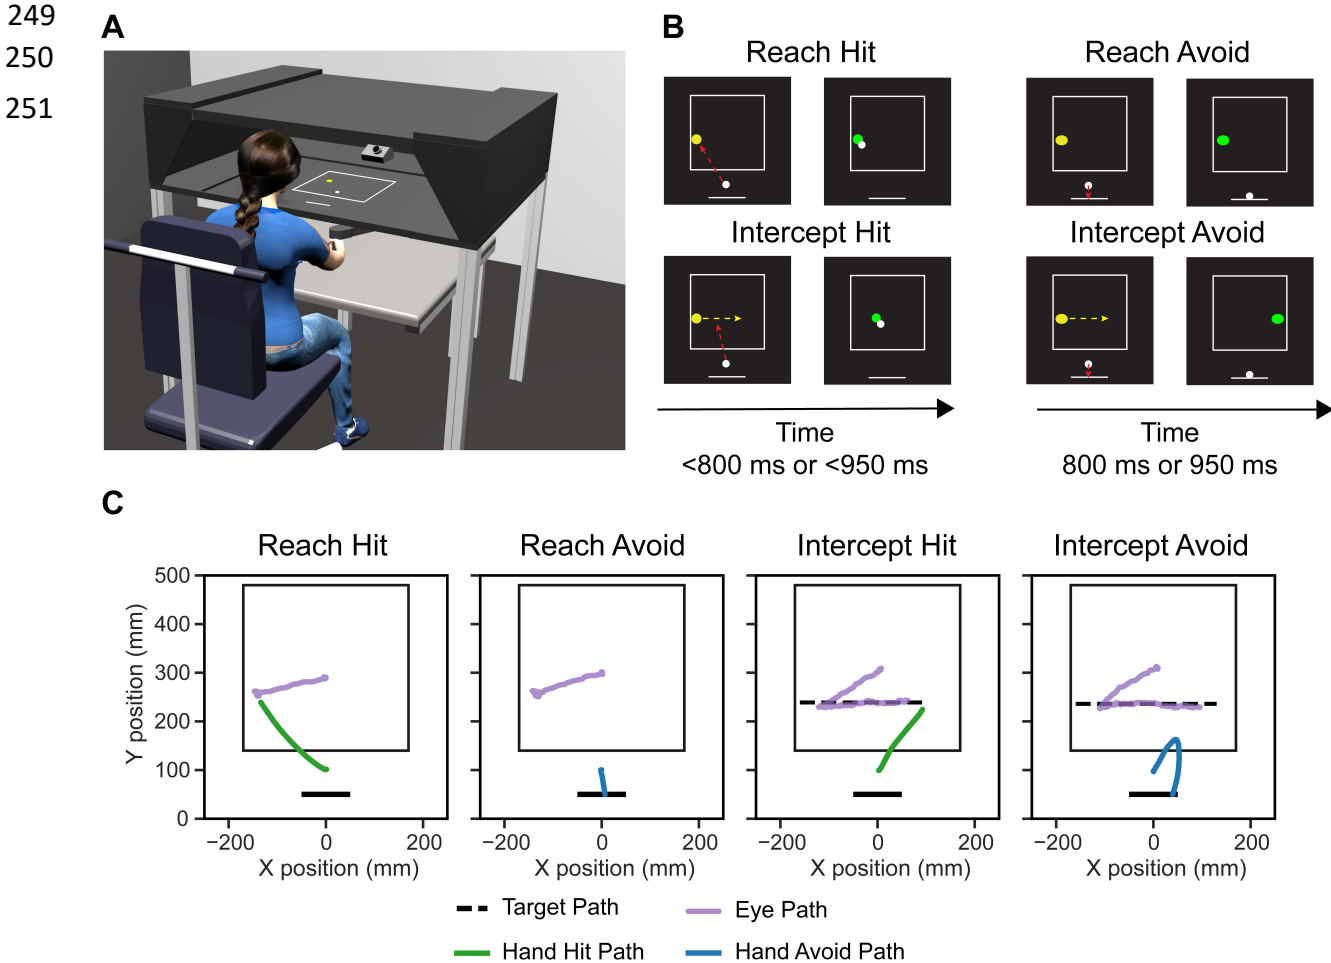 249
250
251
A
B
Reach Hit
Reach Avoid
Intercept Hit
Intercept Avoid
Time
<800 ms or <950 ms
Time
800 ms or 950 ms
C
Reach Hit
Reach Avoid
Intercept Hit
Intercept Avoid
Y position (mm)
500
400
300
200
100
0
−200 0 200
−200 0 200
−200 0 200
−200 0 200
X position (mm)
X position (mm)
X position (mm)
X position (mm)
Target Path
Eye Path
Hand Hit Path
Hand Avoid Path